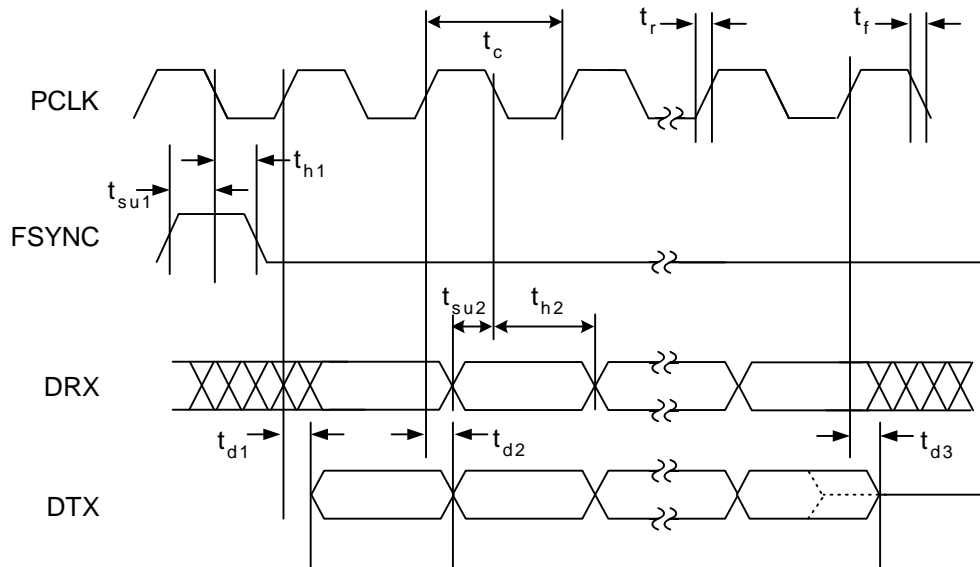 t_c
t_r
t_f
PCLK
t_h1
t_su1
FSYNC
t_su2
t_h2
DRX
t_d1
t_d2
t_d3
DTX